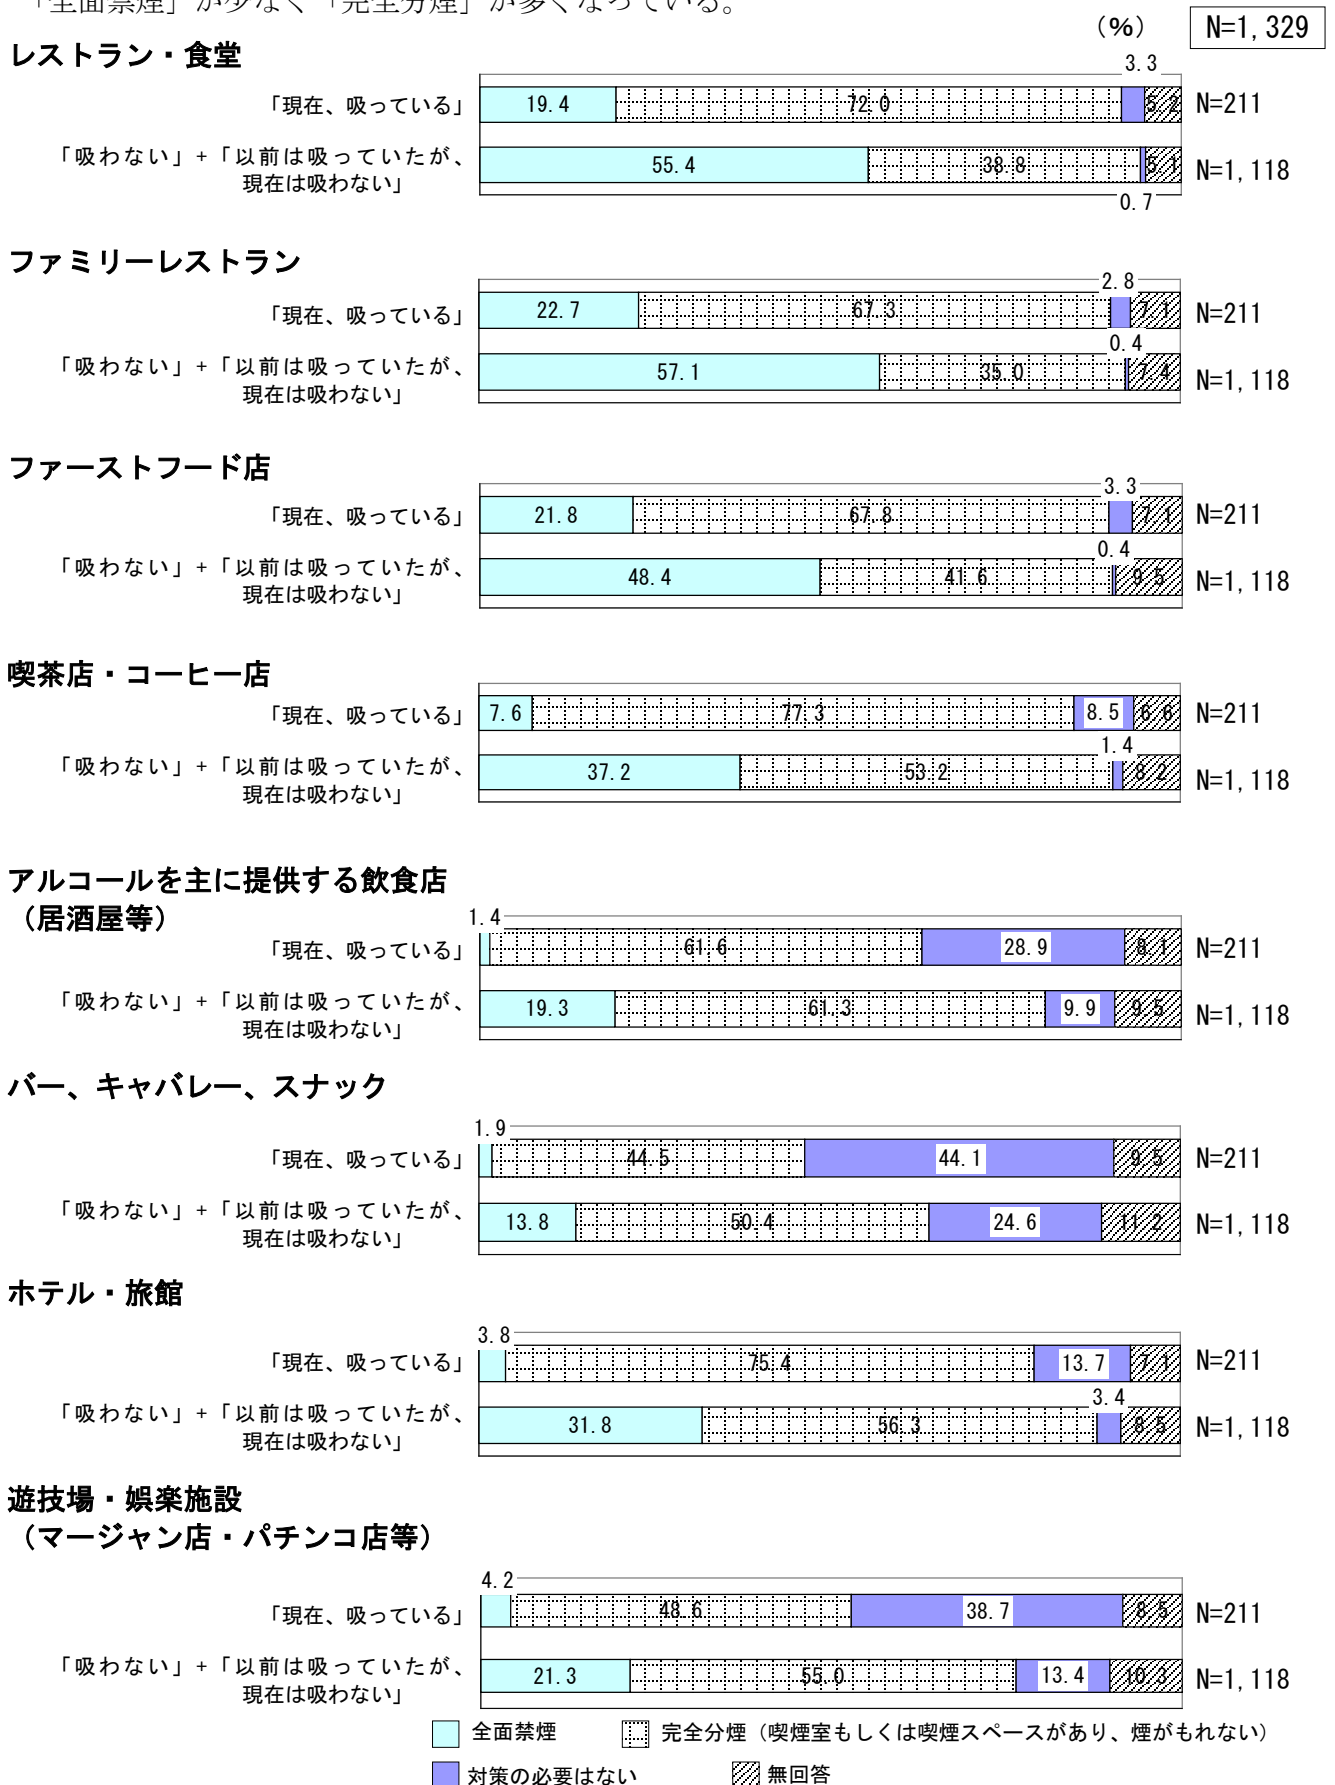 「全面禁煙」が少なく「完全分煙」が多くなっている。
（%） N=1,329
レストラン・食堂
3.3
「現在、吸っている」 19.4 72.0 5.2 N=211
「吸わない」+「以前は吸っていたが、 55.4 38.8 5.1 N=1,118
現在は吸わない」
0.7
ファミリーレストラン
2.8
「現在、吸っている」 22.7 67.3 7.1 N=211
0.4
「吸わない」+「以前は吸っていたが、 57.1 35.0 7.4 N=1,118
現在は吸わない」
ファーストフード店
3.3
「現在、吸っている」 21.8 67.8 7.1 N=211
0.4
「吸わない」+「以前は吸っていたが、 48.4 41.6 9.5 N=1,118
現在は吸わない」
喫茶店・コーヒー店
「現在、吸っている」 7.6 77.3 8.5 6.6 N=211
1.4
「吸わない」+「以前は吸っていたが、 37.2 53.2 8.2 N=1,118
現在は吸わない」
アルコールを主に提供する飲食店
（居酒屋等）
1.4
「現在、吸っている」 61.6 28.9 8.1 N=211
「吸わない」+「以前は吸っていたが、 19.3 61.3 9.9 9.5 N=1,118
現在は吸わない」
バー、キャバレー、スナック
1.9
「現在、吸っている」 44.5 44.1 9.5 N=211
「吸わない」+「以前は吸っていたが、 13.8 50.4 24.6 11.2 N=1,118
現在は吸わない」
ホテル・旅館
3.8
「現在、吸っている」 75.4 13.7 7.1 N=211
3.4
「吸わない」+「以前は吸っていたが、 31.8 56.3 8.5 N=1,118
現在は吸わない」
遊技場・娯楽施設
（マージャン店・パチンコ店等）
4.2
「現在、吸っている」 48.6 38.7 8.5 N=211
「吸わない」+「以前は吸っていたが、 21.3 55.0 13.4 10.3 N=1,118
現在は吸わない」
全面禁煙 完全分煙（喫煙室もしくは喫煙スペースがあり、煙がもれない）
対策の必要はない 無回答